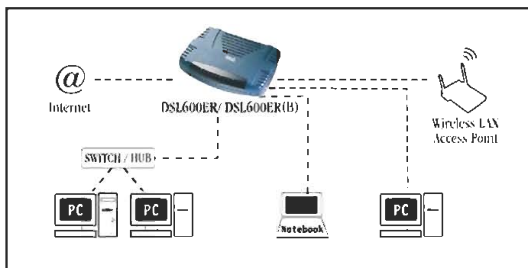 @
Internet
DSL600ER/ DSL600ER(B)
Wireless LAN
Access Point
SWITCH / HUB
PC
PC
Notebook
PC